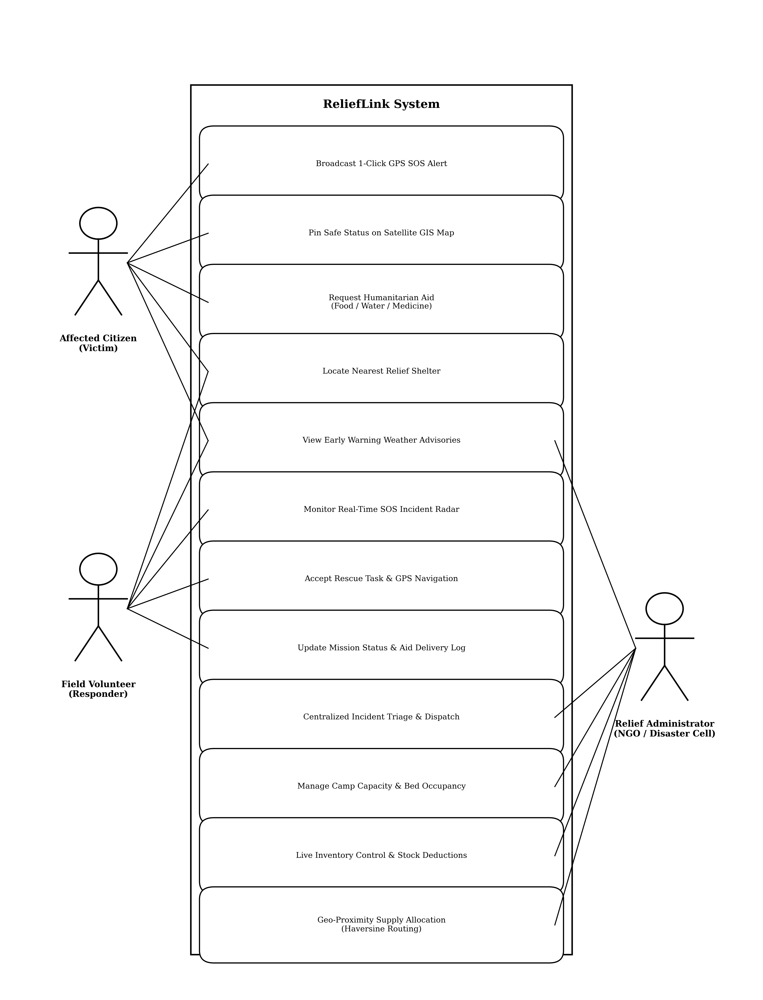 ReliefLink System
Broadcast 1-Click GPS SOS Alert
Pin Safe Status on Satellite GIS Map
Request Humanitarian Aid
(Food / Water / Medicine)
Affected Citizen
(Victim)
Locate Nearest Relief Shelter
View Early Warning Weather Advisories
Monitor Real-Time SOS Incident Radar
Accept Rescue Task & GPS Navigation
Update Mission Status & Aid Delivery Log
Field Volunteer
(Responder)
Centralized Incident Triage & Dispatch
Relief Administrator
(NGO / Disaster Cell)
Manage Camp Capacity & Bed Occupancy
Live Inventory Control & Stock Deductions
Geo-Proximity Supply Allocation
(Haversine Routing)